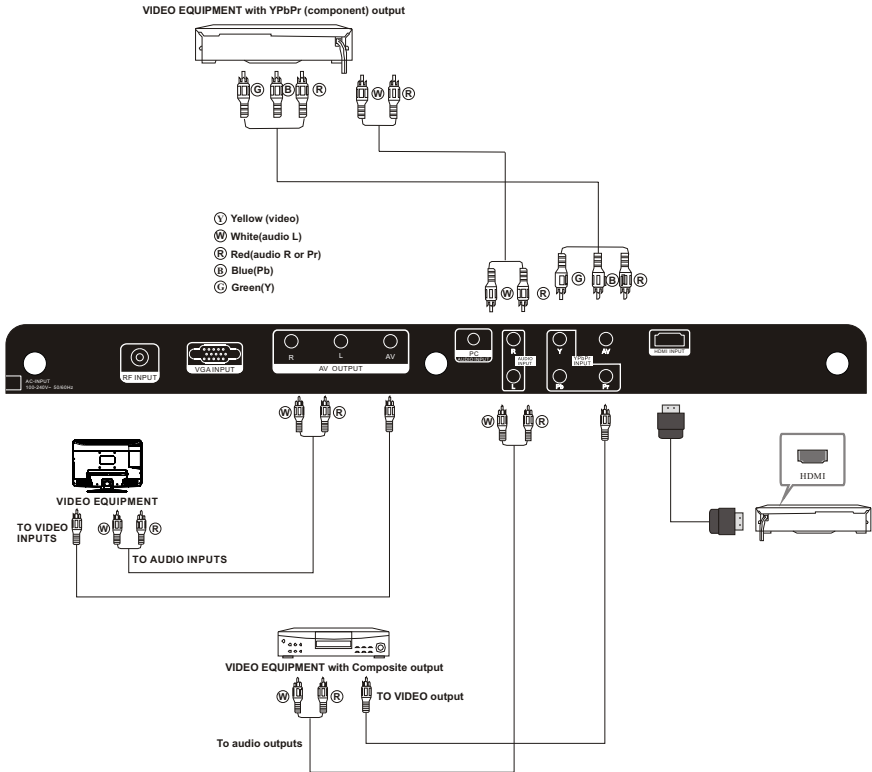 VIDEO EQUIPMENT with YPbPr (component) output
G B R W R
Y Yellow (video)
W White(audio L)
R Red(audio R or Pr)
B Blue(Pb)
G Green(Y)
W R G B R
AC-INPUT
100-240V~ 50/60Hz
RF INPUT
VGA INPUT
R L AV
AV OUTPUT
PC
AUDIO INPUT
R
AUDIO
INPUT
L
Y
YPbPr
INPUT
AV
Pb Pr
HDMI INPUT
W R
W R
HDMI
VIDEO EQUIPMENT
TO VIDEO
INPUTS
W R
TO AUDIO INPUTS
VIDEO EQUIPMENT with Composite output
W R
TO VIDEO output
To audio outputs